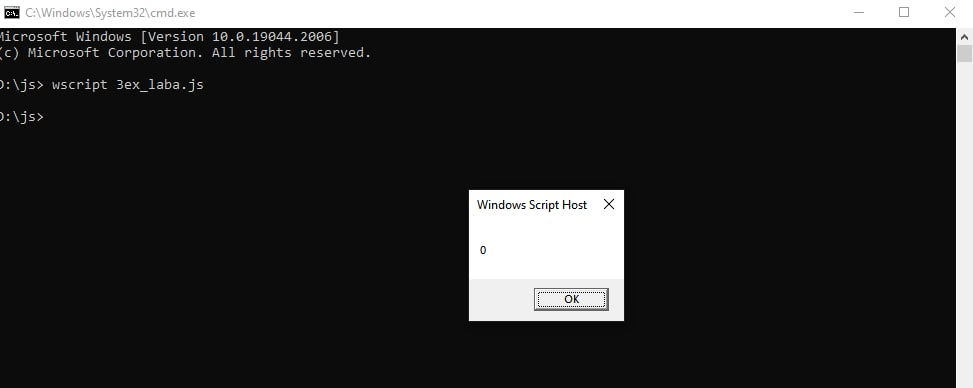 C:\Windows\System32\cmd.exe
Microsoft Windows [Version 10.0.19044.2006]
(c) Microsoft Corporation. All rights reserved.
D:\js> wscript 3ex_laba.js
D:\js>
Windows Script Host
0
OK